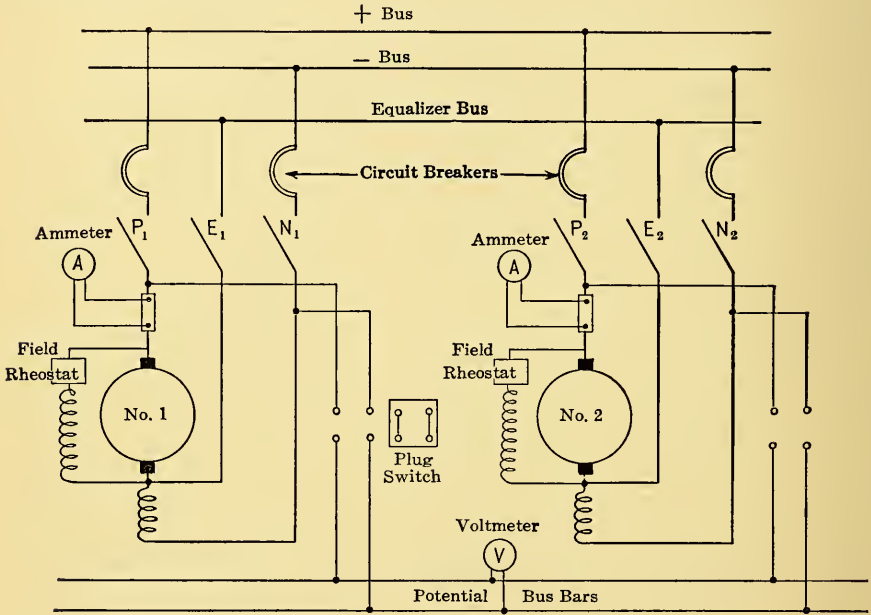 + Bus
− Bus
Equalizer Bus
Circuit Breakers
P₁
E₁
N₁
P₂
E₂
N₂
Ammeter
A
Ammeter
A
Field
Rheostat
Field
Rheostat
No. 1
No. 2
Plug
Switch
Voltmeter
V
Potential Bus Bars